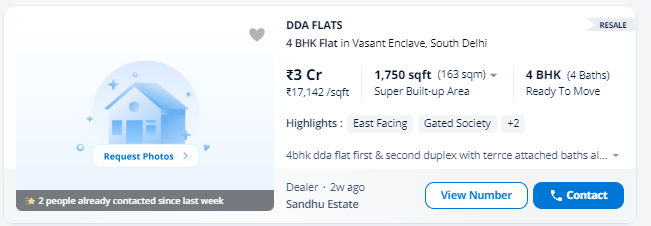 RESALE
DDA FLATS
4 BHK Flat in Vasant Enclave, South Delhi
₹3 Cr
₹17,142 /sqft
1,750 sqft (163 sqm)
Super Built-up Area
4 BHK (4 Baths)
Ready To Move
Highlights : East Facing Gated Society +2
4bhk dda flat first & second duplex with terrce attached baths al...
Request Photos
2 people already contacted since last week
Dealer · 2w ago
Sandhu Estate
View Number
Contact